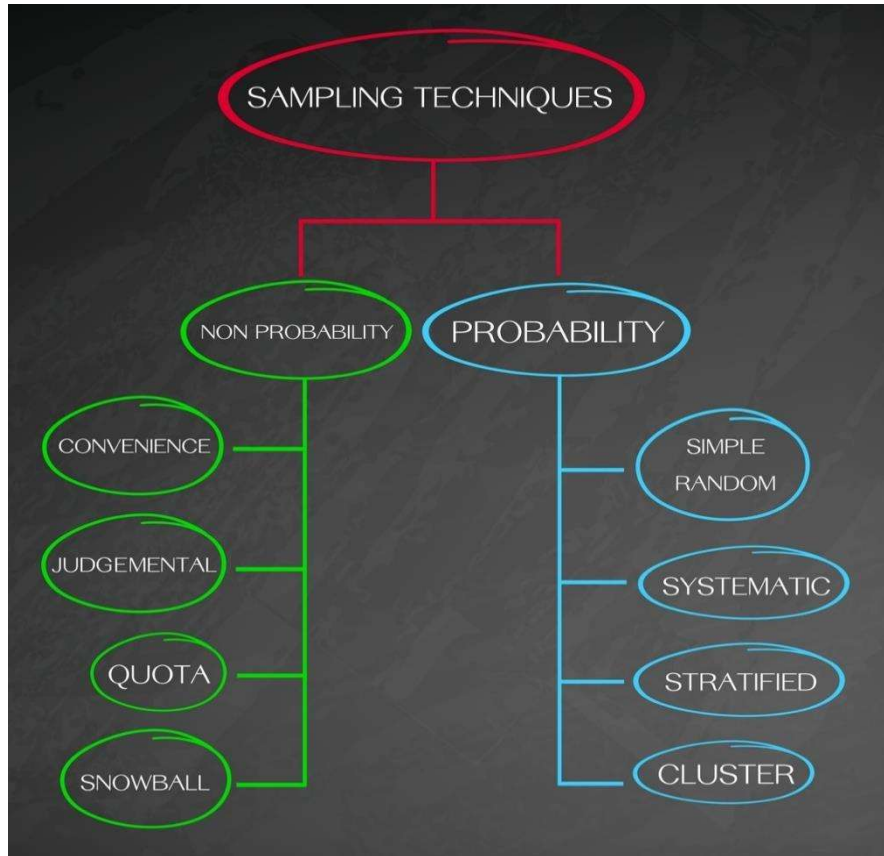 SAMPLING TECHNIQUES
NON PROBABILITY
PROBABILITY
CONVENIENCE
JUDGEMENTAL
QUOTA
SNOWBALL
SIMPLE
RANDOM
SYSTEMATIC
STRATIFIED
CLUSTER